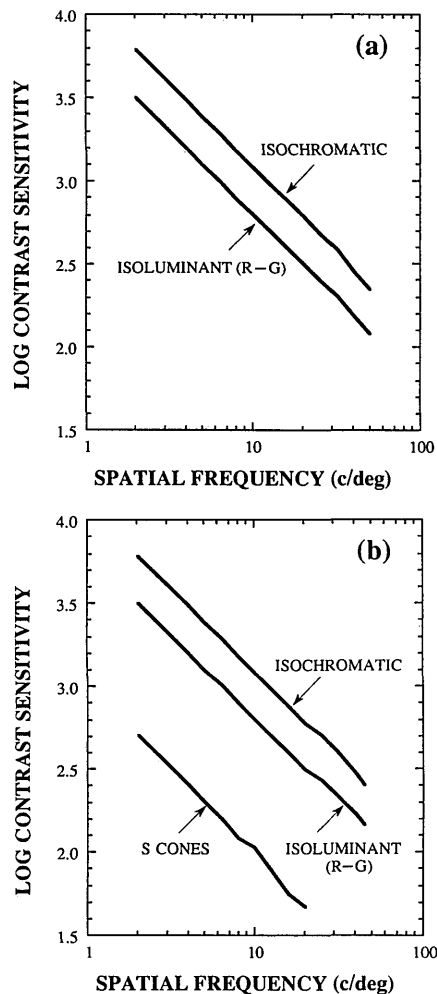 (a)
4.0
3.5
3.0
2.5
2.0
1.5
LOG CONTRAST SENSITIVITY
ISOCHROMATIC
ISOLUMINANT (R−G)
1
10
100
SPATIAL FREQUENCY (c/deg)
(b)
4.0
3.5
3.0
2.5
2.0
1.5
LOG CONTRAST SENSITIVITY
ISOCHROMATIC
S CONES
ISOLUMINANT
(R−G)
1
10
100
SPATIAL FREQUENCY (c/deg)